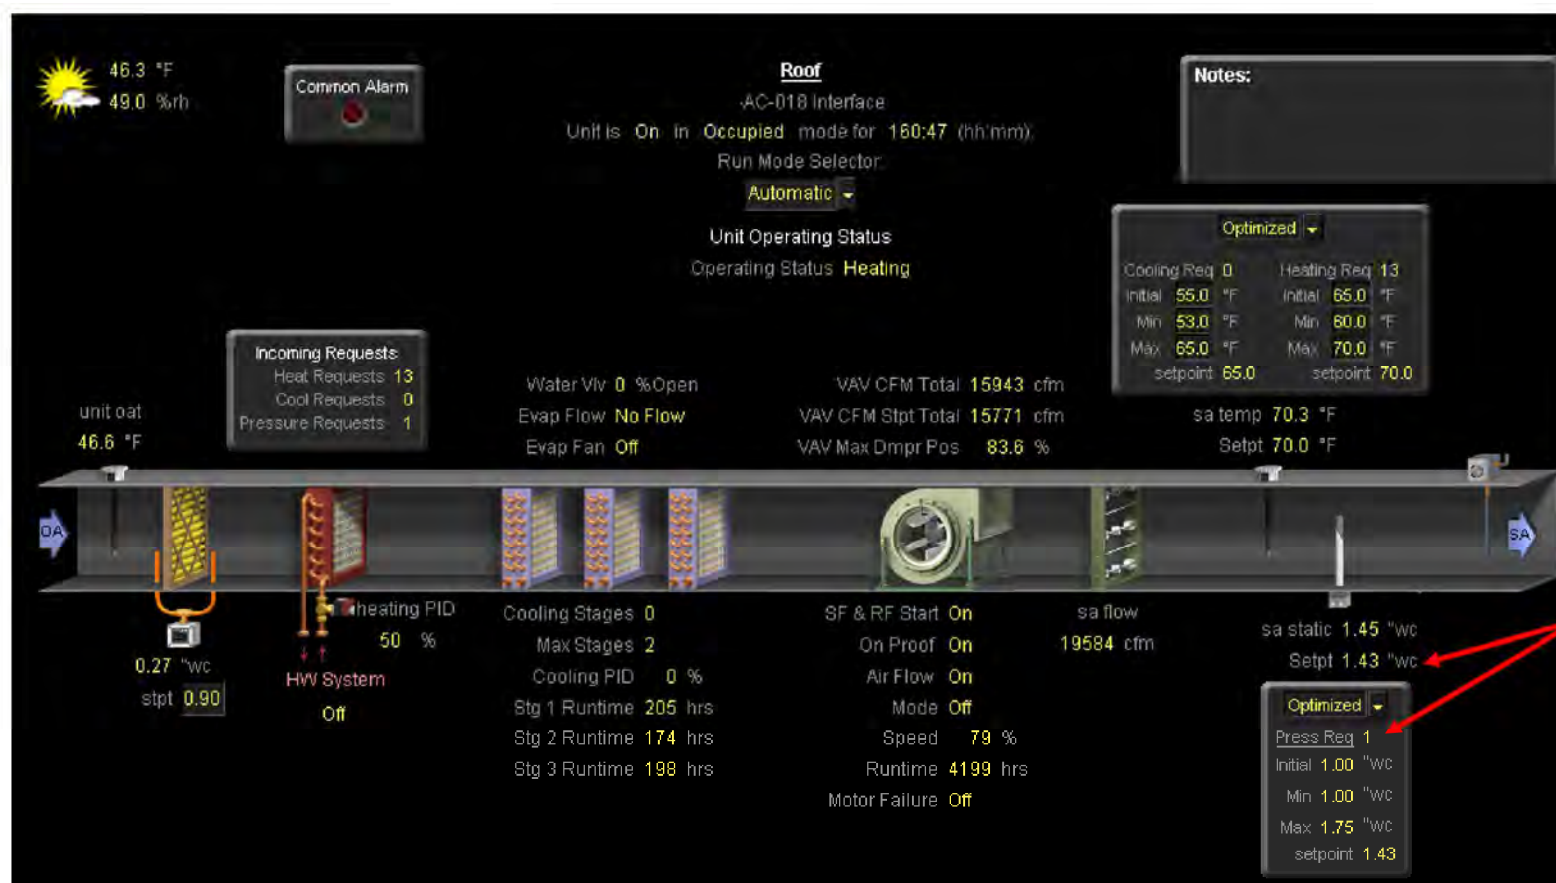 46.3 °F
49.0 %rh
Common Alarm
Roof
-AC-018 Interface
Unit is On in Occupied mode for 160:47 (hh:mm)
Run Mode Selector
Automatic
Unit Operating Status
Operating Status Heating
Notes:
Optimized
Cooling Req 0 Heating Req 13
Initial 55.0 °F Initial 65.0 °F
Min 53.0 °F Min 60.0 °F
Max 65.0 °F Max 70.0 °F
setpoint 65.0 setpoint 70.0
Incoming Requests
Heat Requests 13
Cool Requests 0
Pressure Requests 1
unit oat
46.6 °F
Water Vlv 0 %Open
Evap Flow No Flow
Evap Fan Off
VAV CFM Total 15943 cfm
VAV CFM Stpt Total 15771 cfm
VAV Max Dmpr Pos 83.6 %
sa temp 70.3 °F
Setpt 70.0 °F
OA
SA
0.27 "wc
stpt 0.90
heating PID
50 %
HW System
Off
Cooling Stages 0
Max Stages 2
Cooling PID 0 %
Stg 1 Runtime 205 hrs
Stg 2 Runtime 174 hrs
Stg 3 Runtime 198 hrs
SF & RF Start On
On Proof On
Air Flow On
Mode Off
Speed 79 %
Runtime 4199 hrs
Motor Failure Off
sa flow
19584 cfm
sa static 1.45 "wc
Setpt 1.43 "wc
Optimized
Press Req 1
Initial 1.00 "wc
Min 1.00 "wc
Max 1.75 "wc
setpoint 1.43